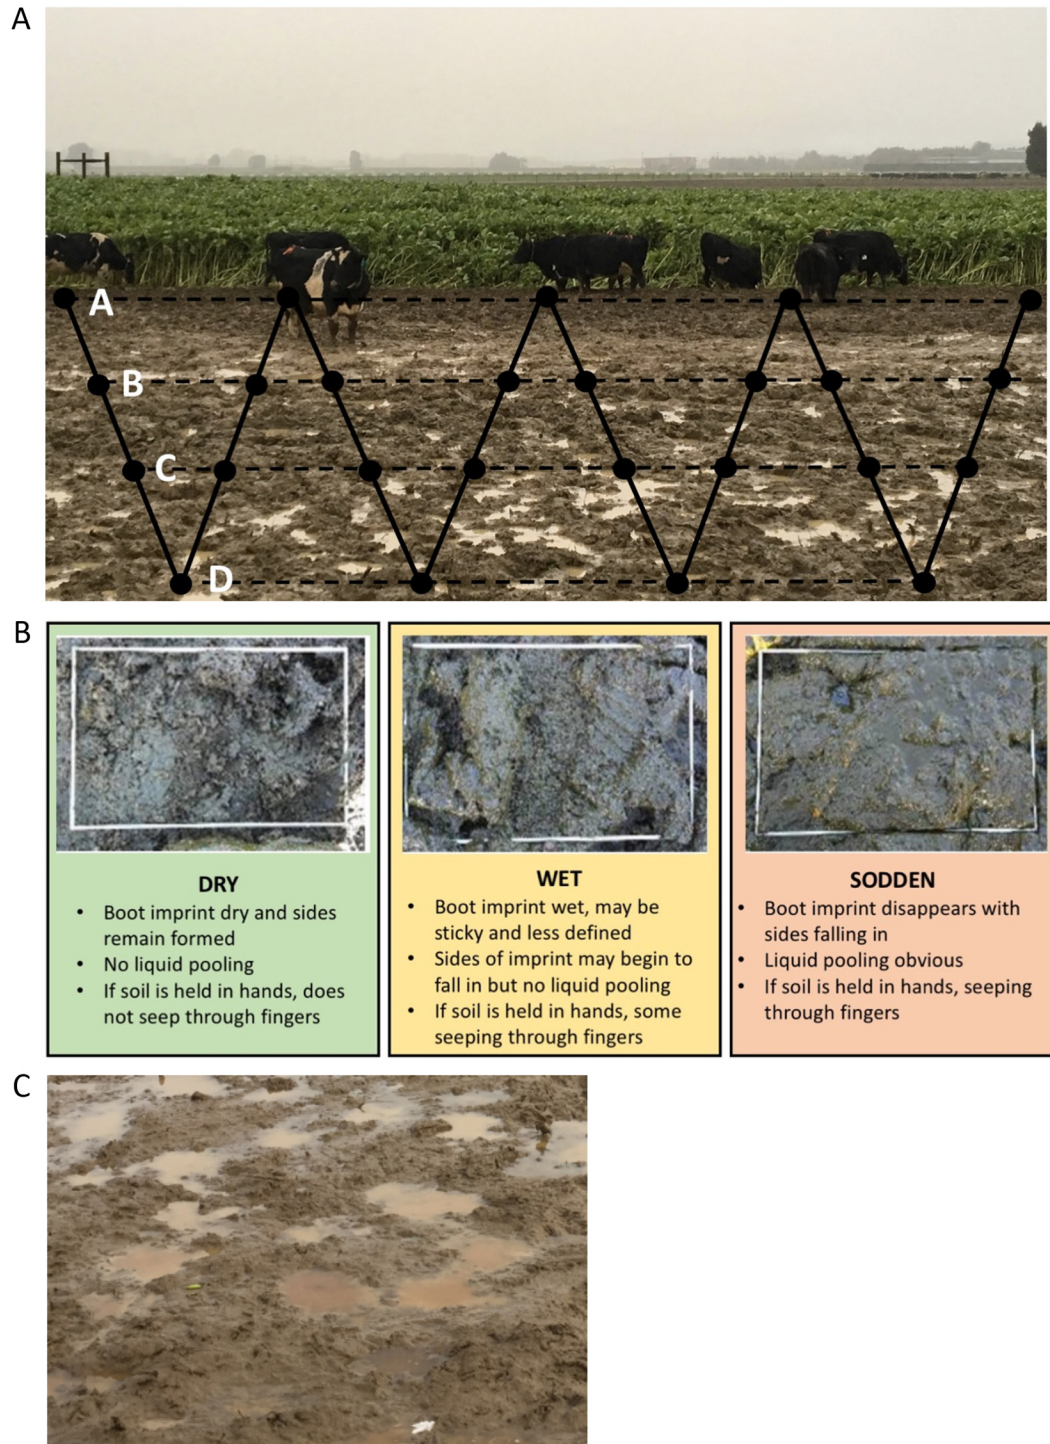 A
A
B
C
D
B
DRY
• Boot imprint dry and sides
remain formed
• No liquid pooling
• If soil is held in hands, does
not seep through fingers
WET
• Boot imprint wet, may be
sticky and less defined
• Sides of imprint may begin to
fall in but no liquid pooling
• If soil is held in hands, some
seeping through fingers
SODDEN
• Boot imprint disappears with
sides falling in
• Liquid pooling obvious
• If soil is held in hands, seeping
through fingers
C